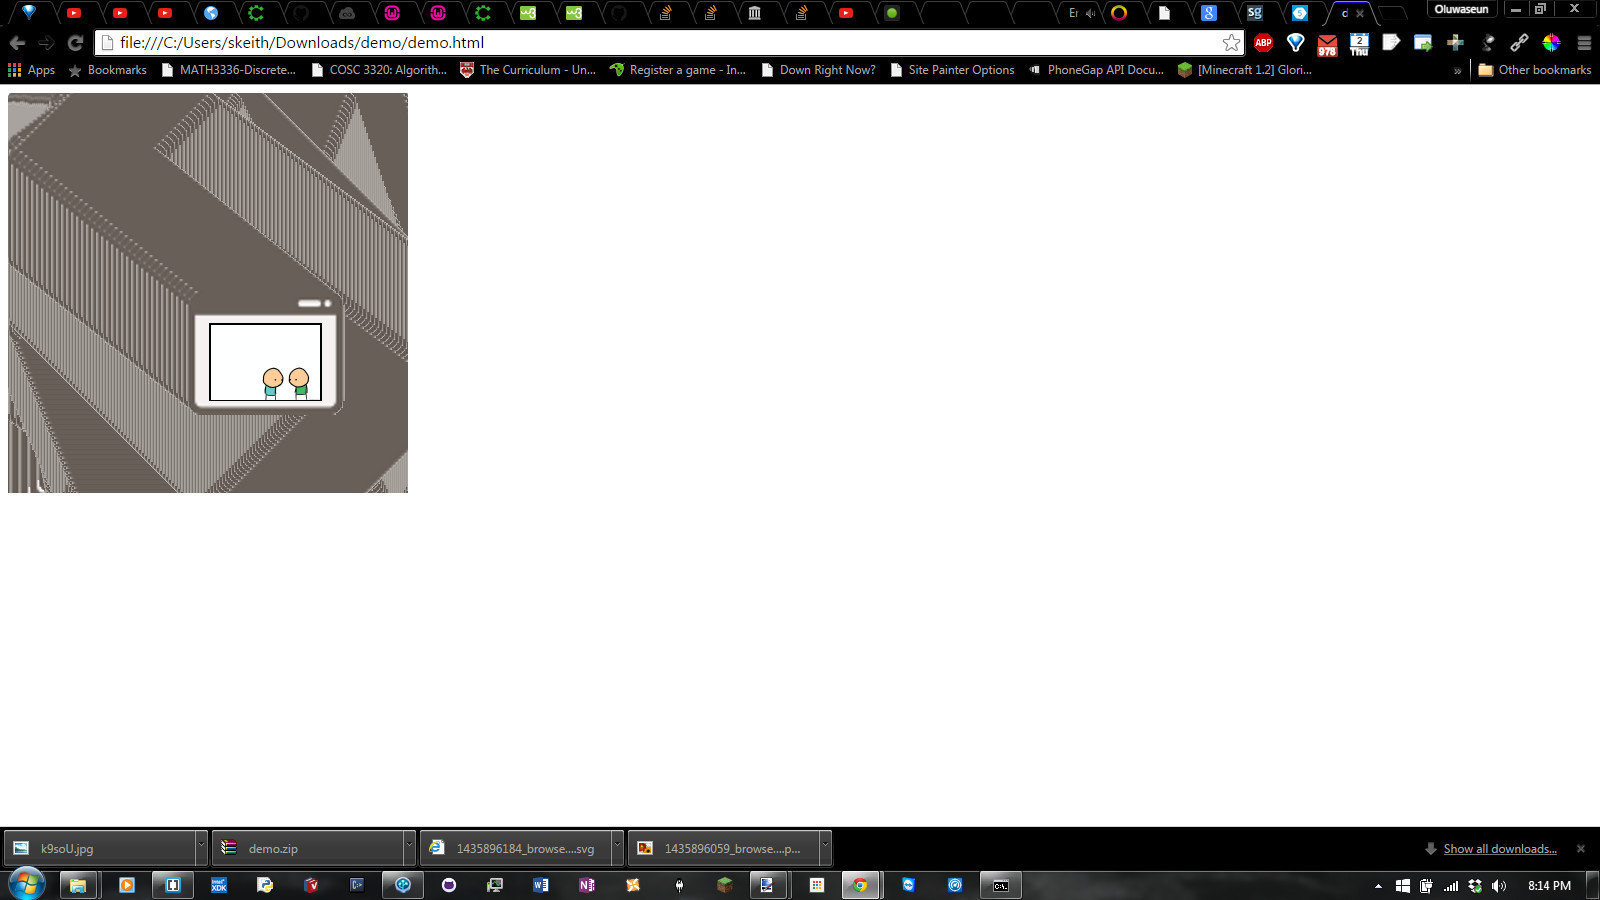 Er d Oluwaseun
file:///C:/Users/skeith/Downloads/demo/demo.html ABP 978 2 Thu
Apps Bookmarks MATH3336-Discrete... COSC 3320: Algorith... The Curriculum - Un... Register a game - In... Down Right Now? Site Painter Options PhoneGap API Docu... [Minecraft 1.2] Glori... » Other bookmarks
k9soU.jpg demo.zip 1435896184_browse....svg 1435896059_browse....p... Show all downloads...
8:14 PM